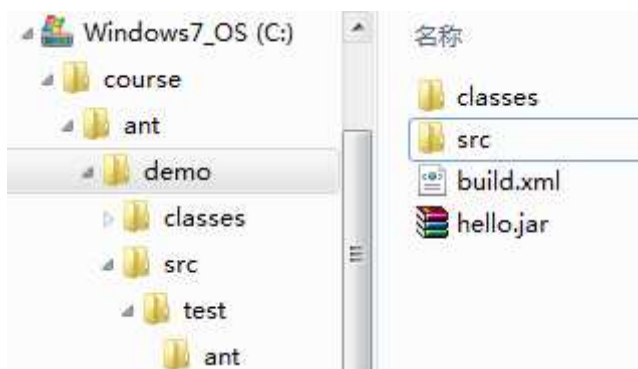 Windows7_OS (C:)
course
ant
demo
classes
src
test
ant
名称
classes
src
build.xml
hello.jar